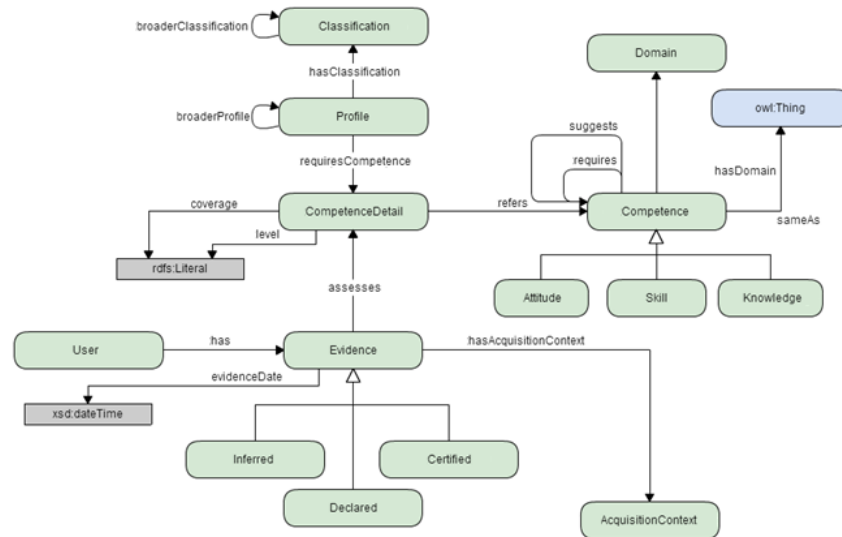 broaderClassification
Classification
hasClassification
Domain
broaderProfile
Profile
owl:Thing
suggests
requires
requiresCompetence
hasDomain
coverage
CompetenceDetail
refers
Competence
sameAs
level
rdfs:Literal
assesses
Attitude
Skill
Knowledge
User
:has
Evidence
:hasAcquisitionContext
evidenceDate
xsd:dateTime
Inferred
Certified
Declared
AcquisitionContext